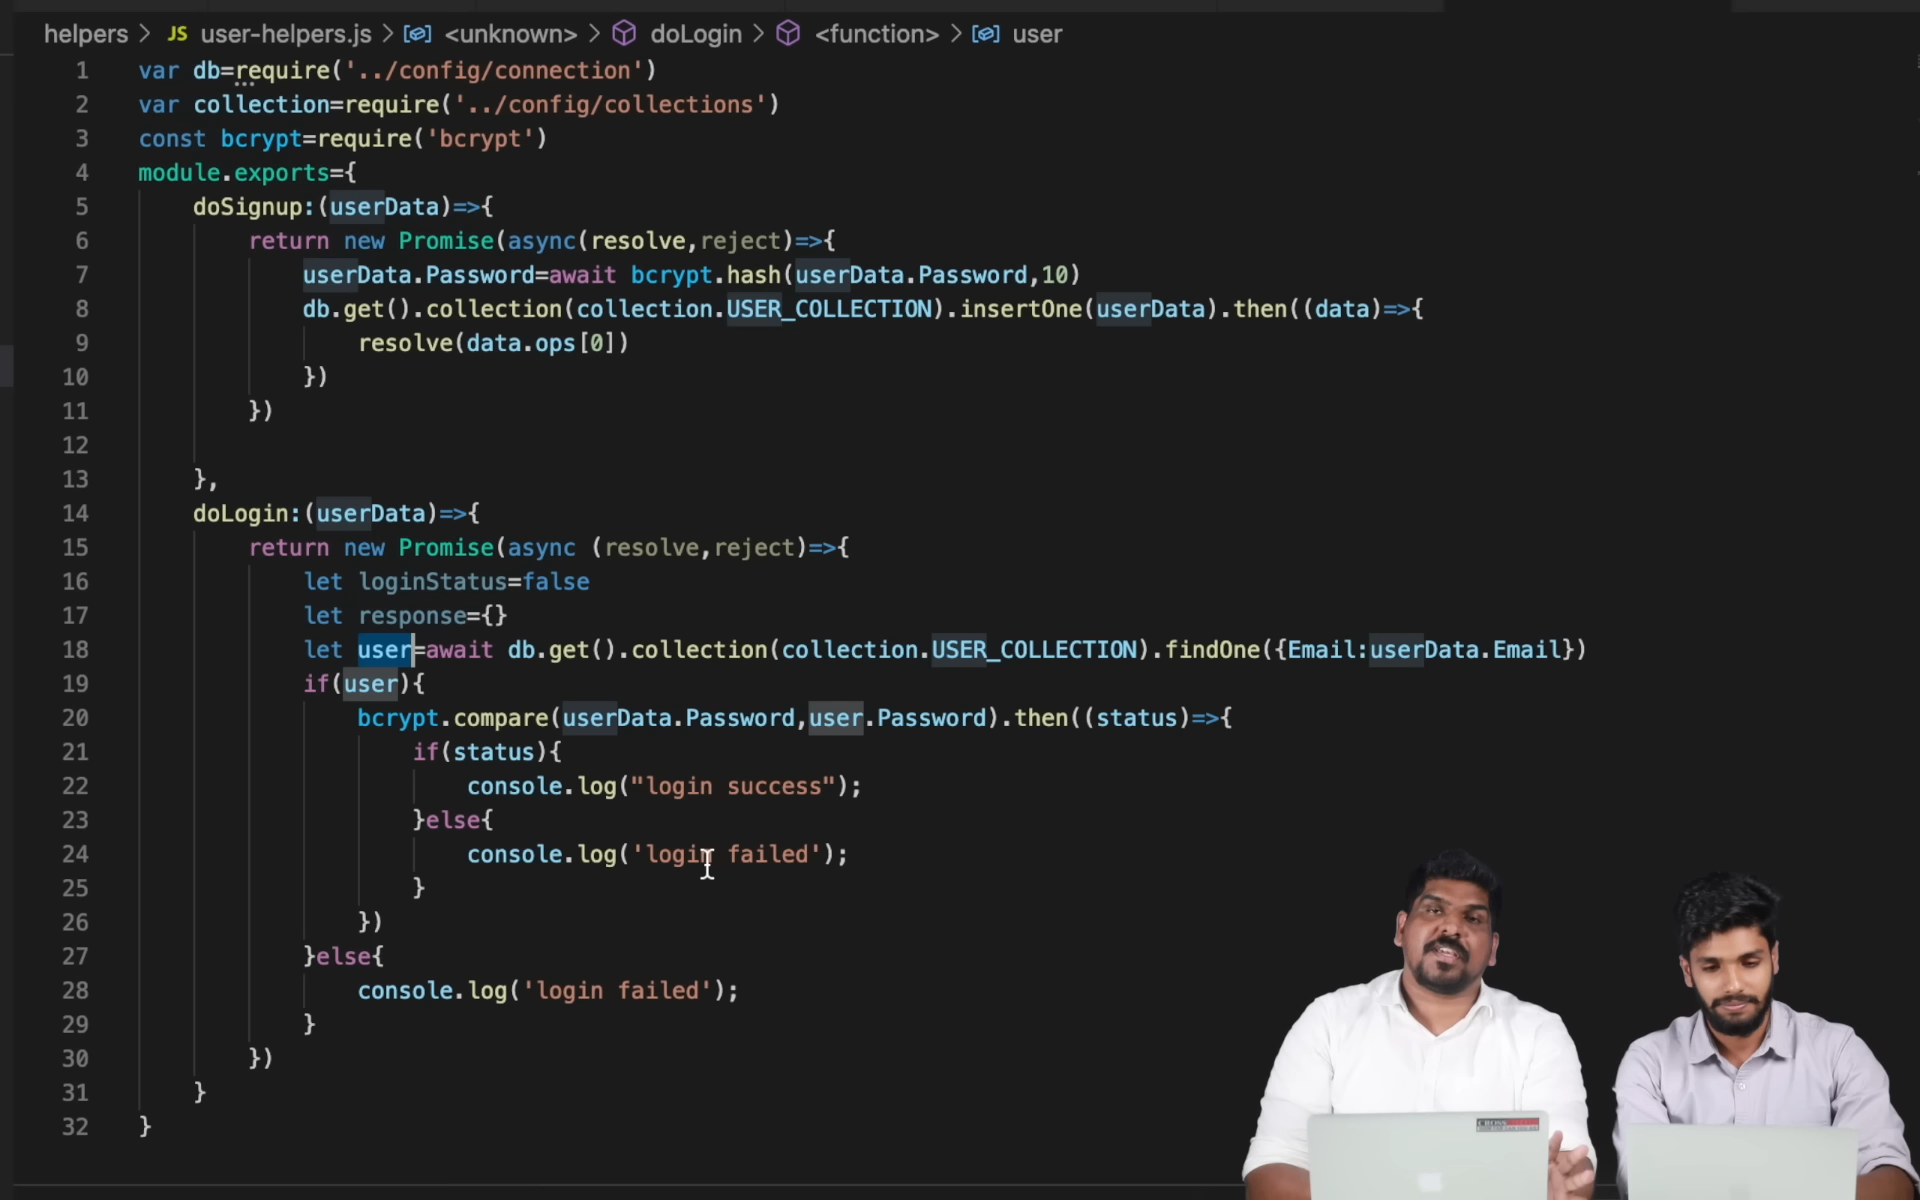 helpers > JS user-helpers.js > <unknown> > doLogin > <function> > user
1 var db=require('../config/connection')
2 var collection=require('../config/collections')
3 const bcrypt=require('bcrypt')
4 module.exports={
5 doSignup:(userData)=>{
6 return new Promise(async(resolve,reject)=>{
7 userData.Password=await bcrypt.hash(userData.Password,10)
8 db.get().collection(collection.USER_COLLECTION).insertOne(userData).then((data)=>{
9 resolve(data.ops[0])
10 })
11 })
12
13 },
14 doLogin:(userData)=>{
15 return new Promise(async (resolve,reject)=>{
16 let loginStatus=false
17 let response={}
18 let user=await db.get().collection(collection.USER_COLLECTION).findOne({Email:userData.Email})
19 if(user){
20 bcrypt.compare(userData.Password,user.Password).then((status)=>{
21 if(status){
22 console.log("login success");
23 }else{
24 console.log('login failed');
25 }
26 })
27 }else{
28 console.log('login failed');
29 }
30 })
31 }
32 }